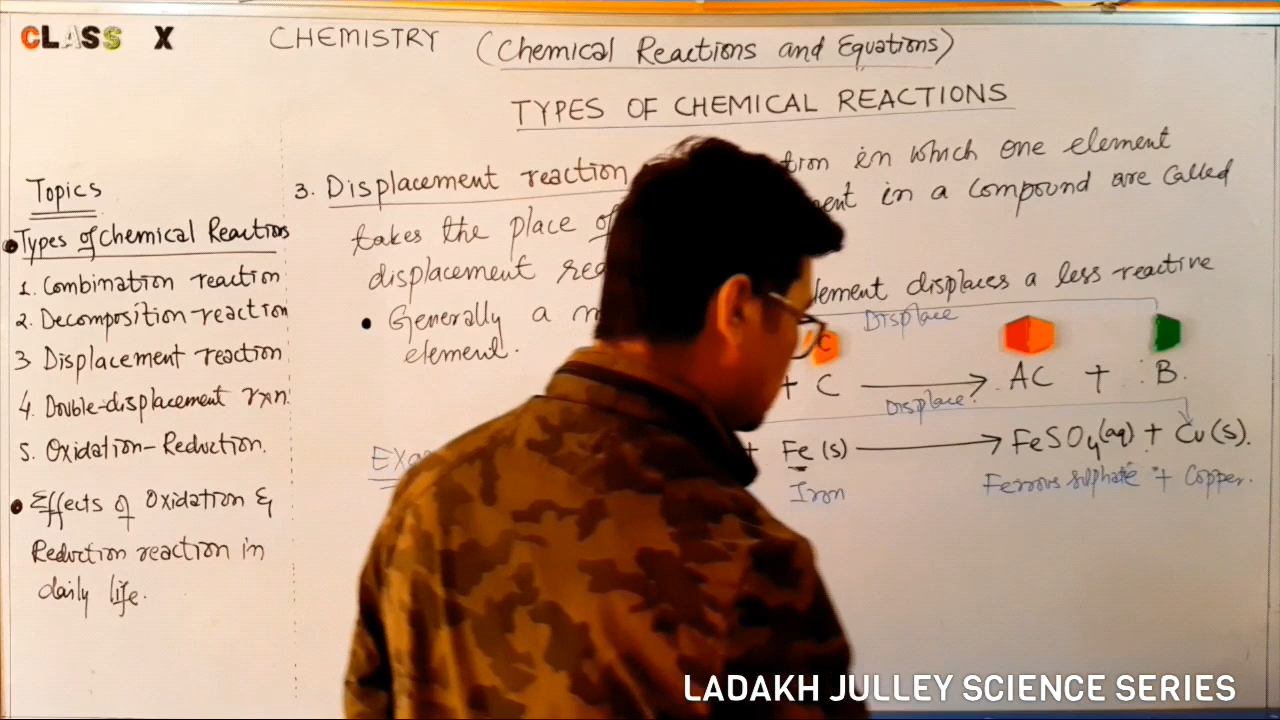 CLASS X CHEMISTRY (Chemical Reactions and Equations)
TYPES OF CHEMICAL REACTIONS
Topics
• Types of Chemical Reactions
1. Combination reaction
2. Decomposition-reaction
3 Displacement reaction
4. Double-displacement rxn.
5. Oxidation-Reduction.
• Effects of Oxidation &
Reduction reaction in
daily life.
3. Displacement reaction in which one element
takes the place of in a compound are called
displacement
• Generally a displaces a less reactive
element.
Displace
C
+ C ⟶ AC + B.
Displace.
Fe (s) ⟶ FeSO₄(aq) + Cu(s).
Iron Ferrous sulphate + Copper.
LADAKH JULLEY SCIENCE SERIES